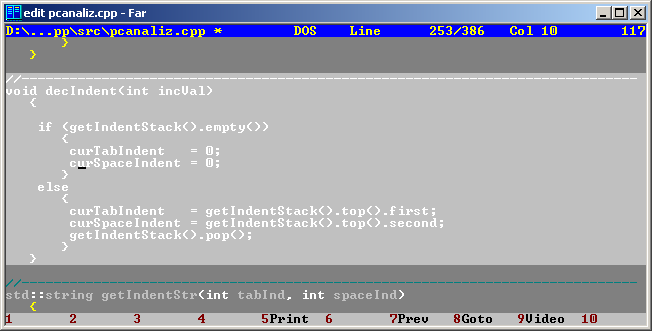 edit pcanaliz.cpp - Far
D:\...pp\src\pcanaliz.cpp * DOS Line 253/386 Col 10 117
}
}
//-----------------------------------------------------------------------------
void decIndent(int incVal)
{
if (getIndentStack().empty())
{
curTabIndent = 0;
curSpaceIndent = 0;
}
else
{
curTabIndent = getIndentStack().top().first;
curSpaceIndent = getIndentStack().top().second;
getIndentStack().pop();
}
}
//-----------------------------------------------------------------------------
std::string getIndentStr(int tabInd, int spaceInd)
{
1 2 3 4 5Print 6 7Prev 8Goto 9Video 10